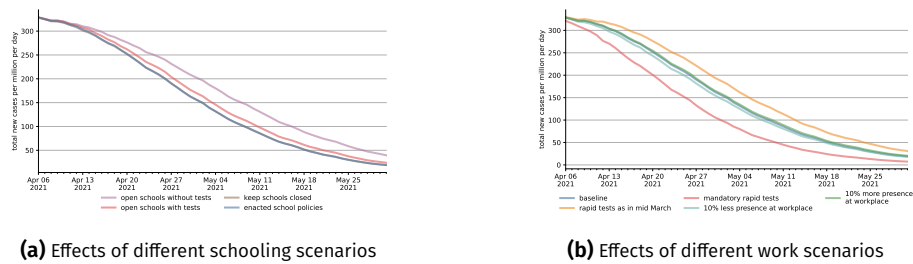 total new cases per million per day
300
250
200
150
100
50
Apr 06
2021
Apr 13
2021
Apr 20
2021
Apr 27
2021
May 04
2021
May 11
2021
May 18
2021
May 25
2021
open schools without tests
open schools with tests
keep schools closed
enacted school policies
(a) Effects of different schooling scenarios
total new cases per million per day
300
250
200
150
100
50
0
Apr 06
2021
Apr 13
2021
Apr 20
2021
Apr 27
2021
May 04
2021
May 11
2021
May 18
2021
May 25
2021
baseline
rapid tests as in mid March
mandatory rapid tests
10% less presence at workplace
10% more presence
at workplace
(b) Effects of different work scenarios